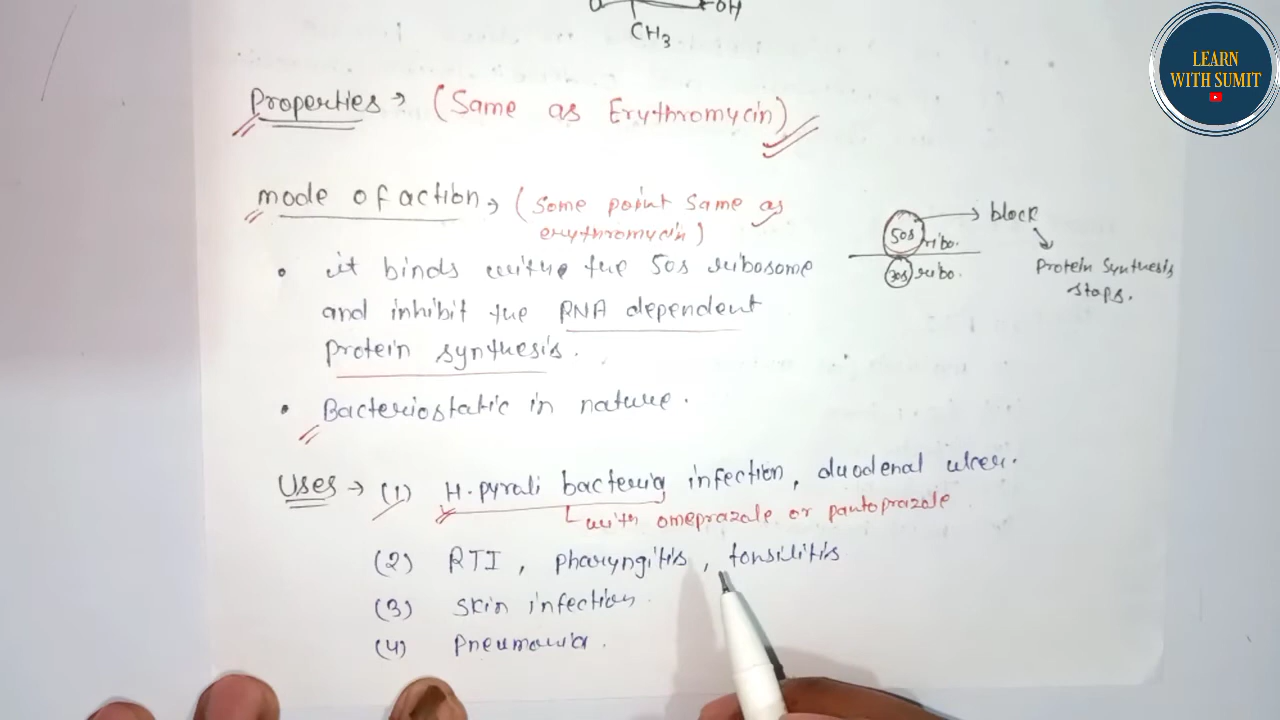 OH
CH3
LEARN
WITH SUMIT
Properties → (Same as Erythromycin)
mode of action → (Some point same as
erythromycin)
• it binds withe the 50s ribosome
and inhibit the RNA dependent
protein synthesis.
• Bacteriostatic in nature.
50s ribo.
30s ribo.
→ block
Protein synthesis
stops.
Uses → (1) H. pyrali bacteria infection, duodenal ulcer.
with omeprazole or pantoprazole
(2) RTI, pharyngitis, tonsilitis
(3) Skin infection.
(4) Pneumonia.